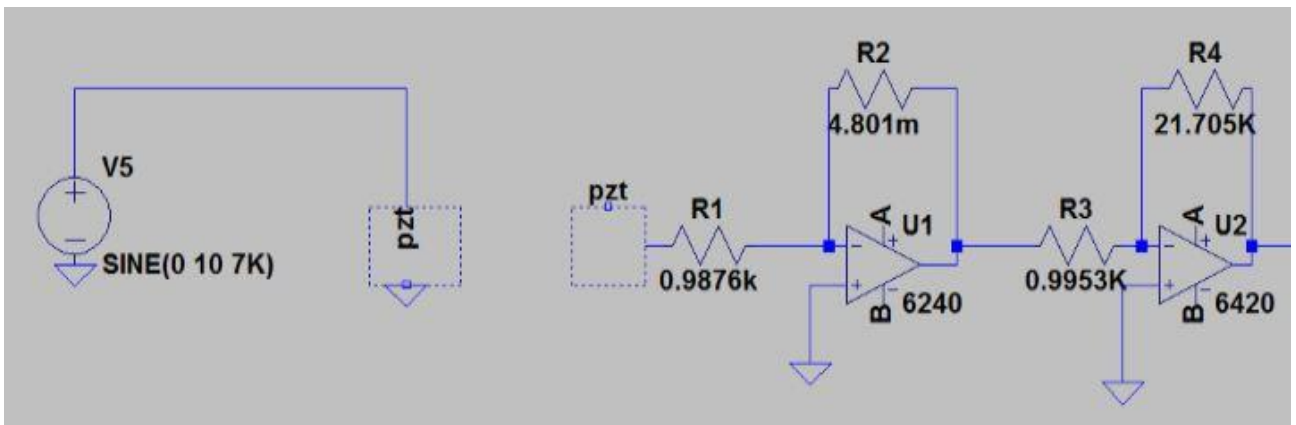 R2
4.801m
R4
21.705K
V5
SINE(0 10 7K)
pzt
pzt
R1
0.9876k
A
U1
B
6240
R3
0.9953K
A
U2
B
6420